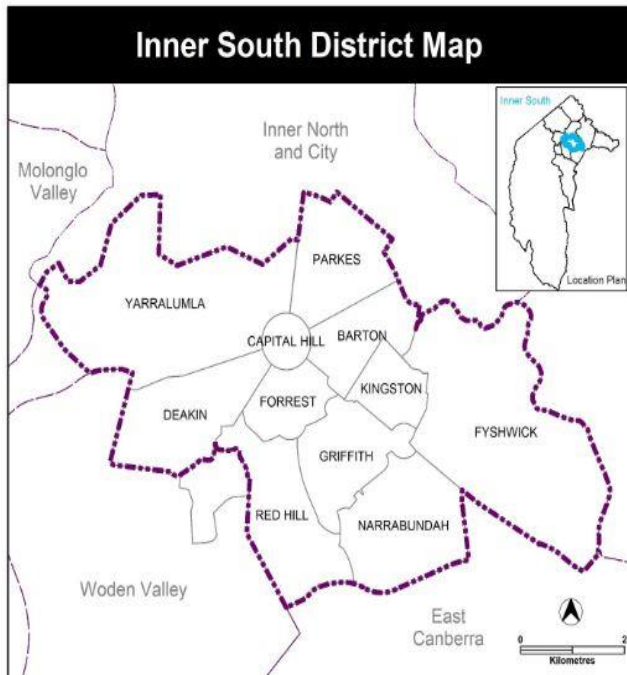 Inner South District Map
Inner South
Inner North
and City
Molonglo
Valley
PARKES
Location Plan
YARRALUMLA
CAPITAL HILL
BARTON
KINGSTON
FORREST
DEAKIN
FYSHWICK
GRIFFITH
RED HILL
NARRABUNDAH
Woden Valley
East
Canberra
0 2
Kilometres